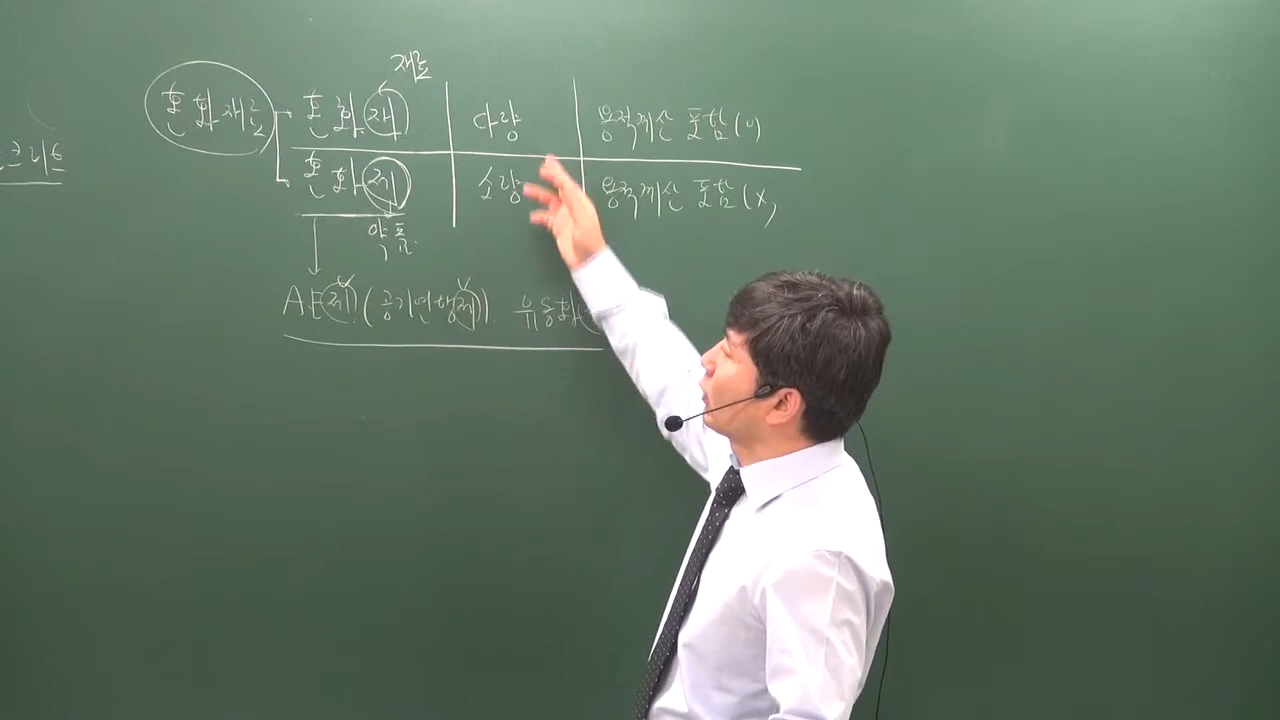 재료
혼화재료 혼화재 다량 용적계산 포함(O)
혼화제 소량 용적계산 포함(X)
약품
AE제(공기연행제). 유동화